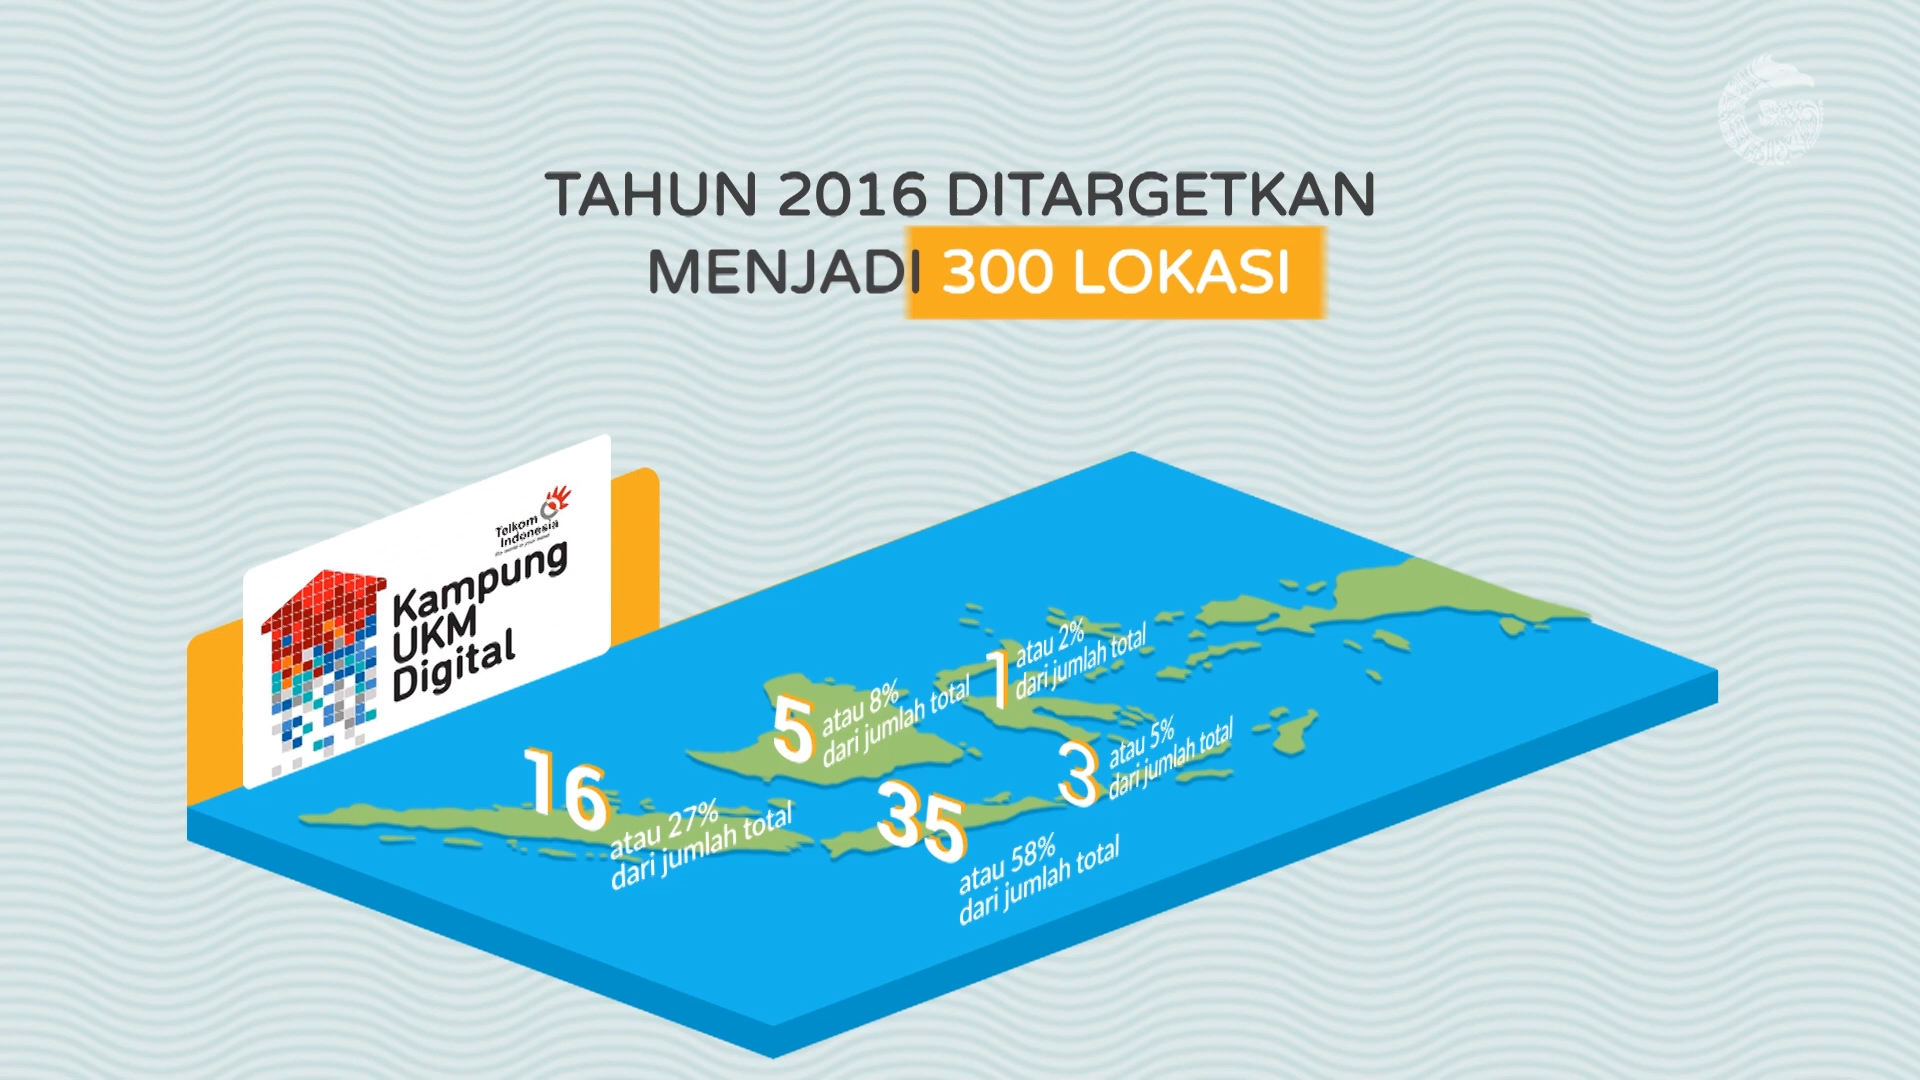 TAHUN 2016 DITARGETKAN
MENJADI 300 LOKASI
Telkom
Indonesia
Kampung
UKM
Digital
1
atau 2%
dari jumlah total
5
atau 8%
dari jumlah total
16
atau 27%
dari jumlah total
35
atau 58%
dari jumlah total
3
atau 5%
dari jumlah total